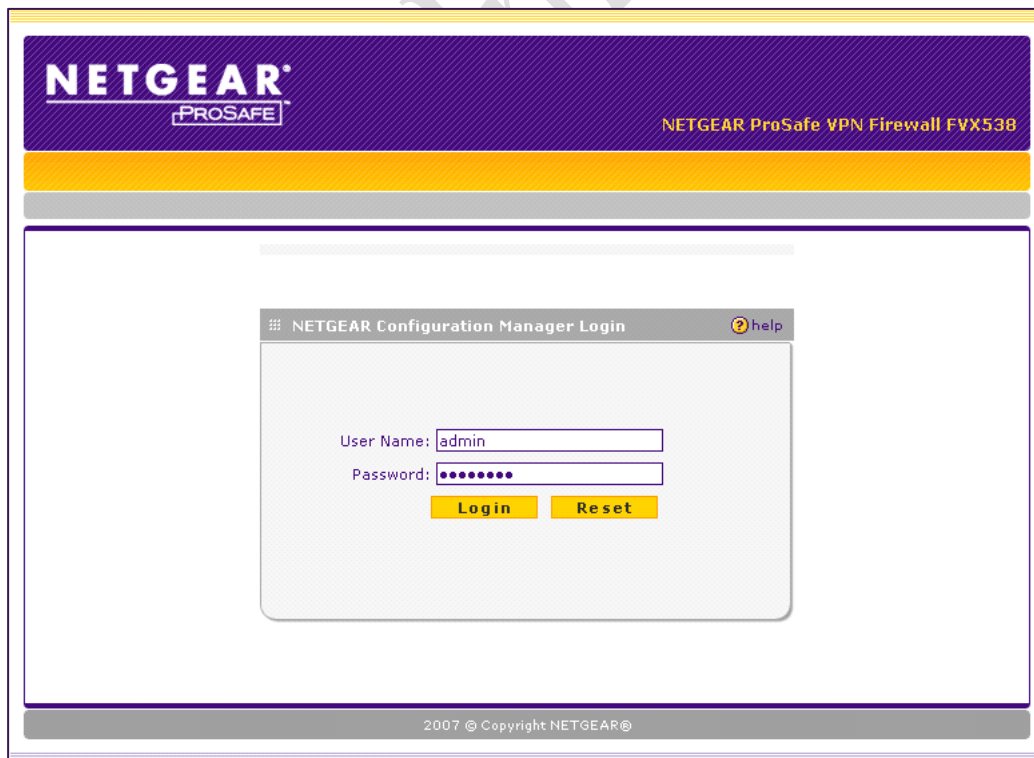 NETGEAR®
PROSAFE™
NETGEAR ProSafe VPN Firewall FVX538
NETGEAR Configuration Manager Login
? help
User Name: admin
Password: ●●●●●●●●
Login Reset
2007 © Copyright NETGEAR®